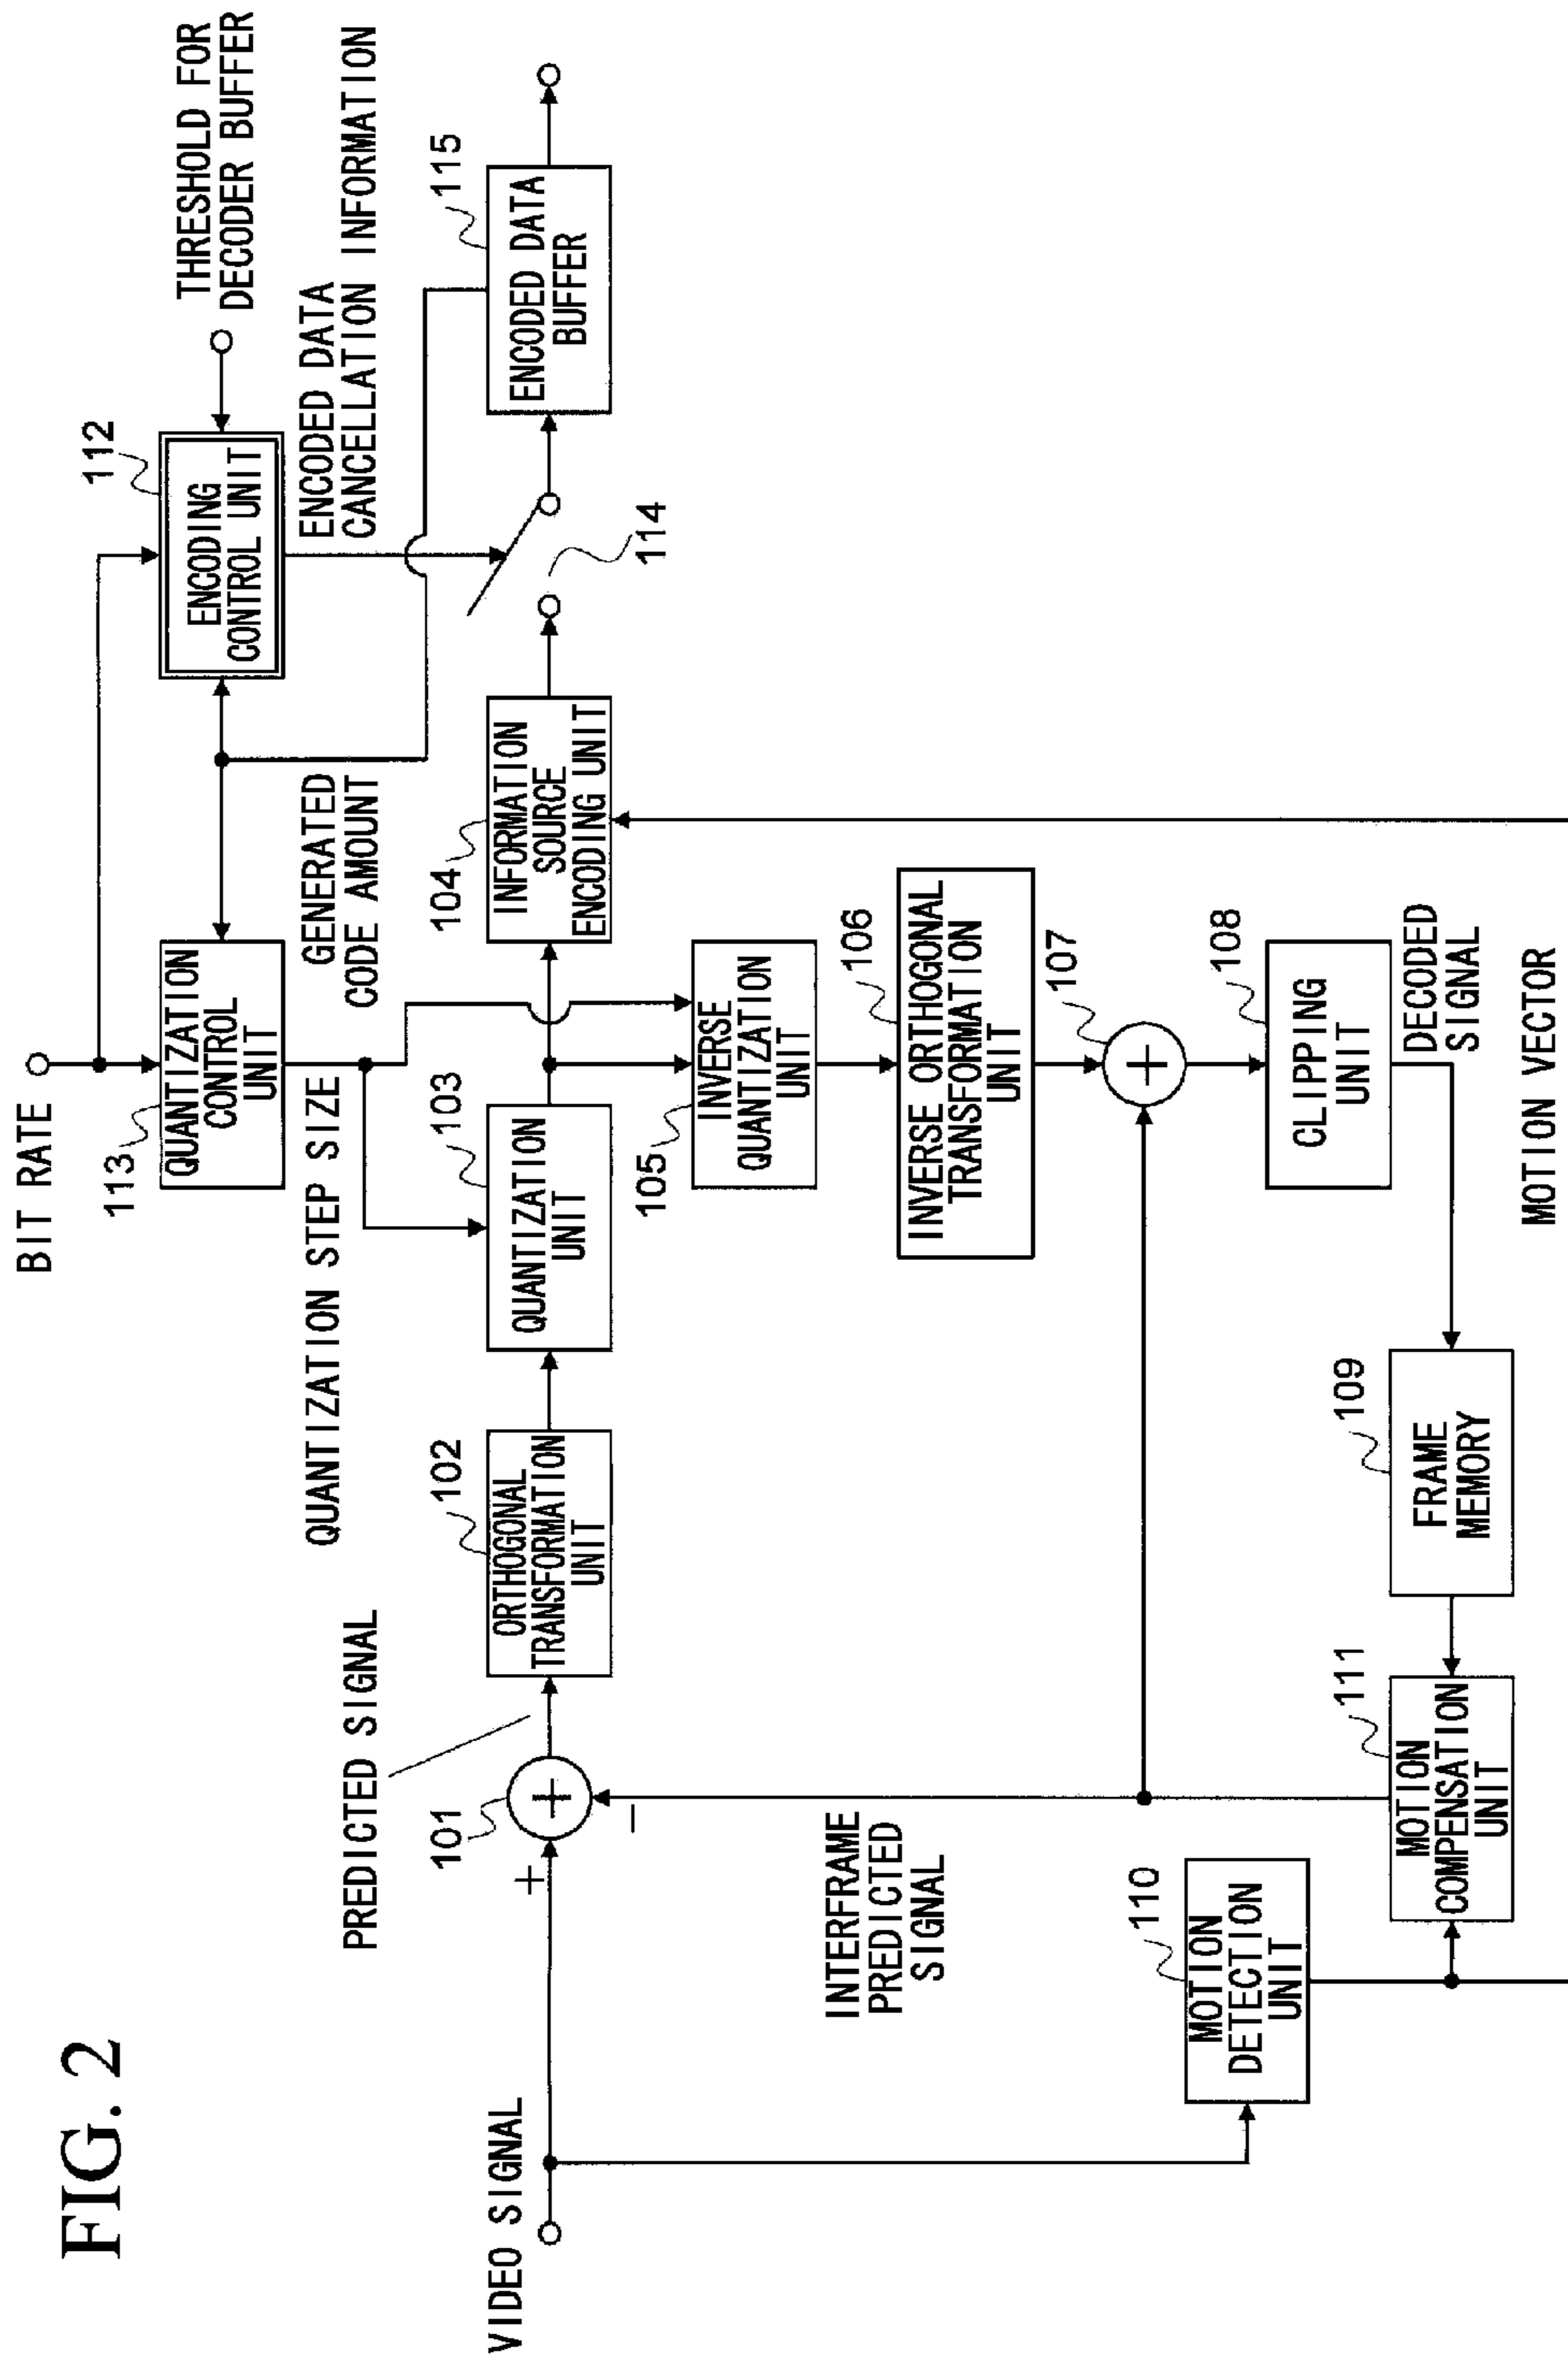 FIG. 2
BIT RATE
THRESHOLD FOR
DECODER BUFFER
113
QUANTIZATION
CONTROL
UNIT
112
ENCODING
CONTROL UNIT
QUANTIZATION STEP SIZE
GENERATED
CODE AMOUNT
ENCODED DATA
CANCELLATION INFORMATION
PREDICTED SIGNAL
VIDEO SIGNAL
+
101
+
−
102
ORTHOGONAL
TRANSFORMATION
UNIT
103
QUANTIZATION
UNIT
104
INFORMATION
SOURCE
ENCODING UNIT
114
115
ENCODED DATA
BUFFER
105
INVERSE
QUANTIZATION
UNIT
106
INVERSE ORTHOGONAL
TRANSFORMATION
UNIT
INTERFRAME
PREDICTED
SIGNAL
107
+
110
MOTION
DETECTION
UNIT
108
CLIPPING
UNIT
111
MOTION
COMPENSATION
UNIT
109
FRAME
MEMORY
DECODED
SIGNAL
MOTION VECTOR